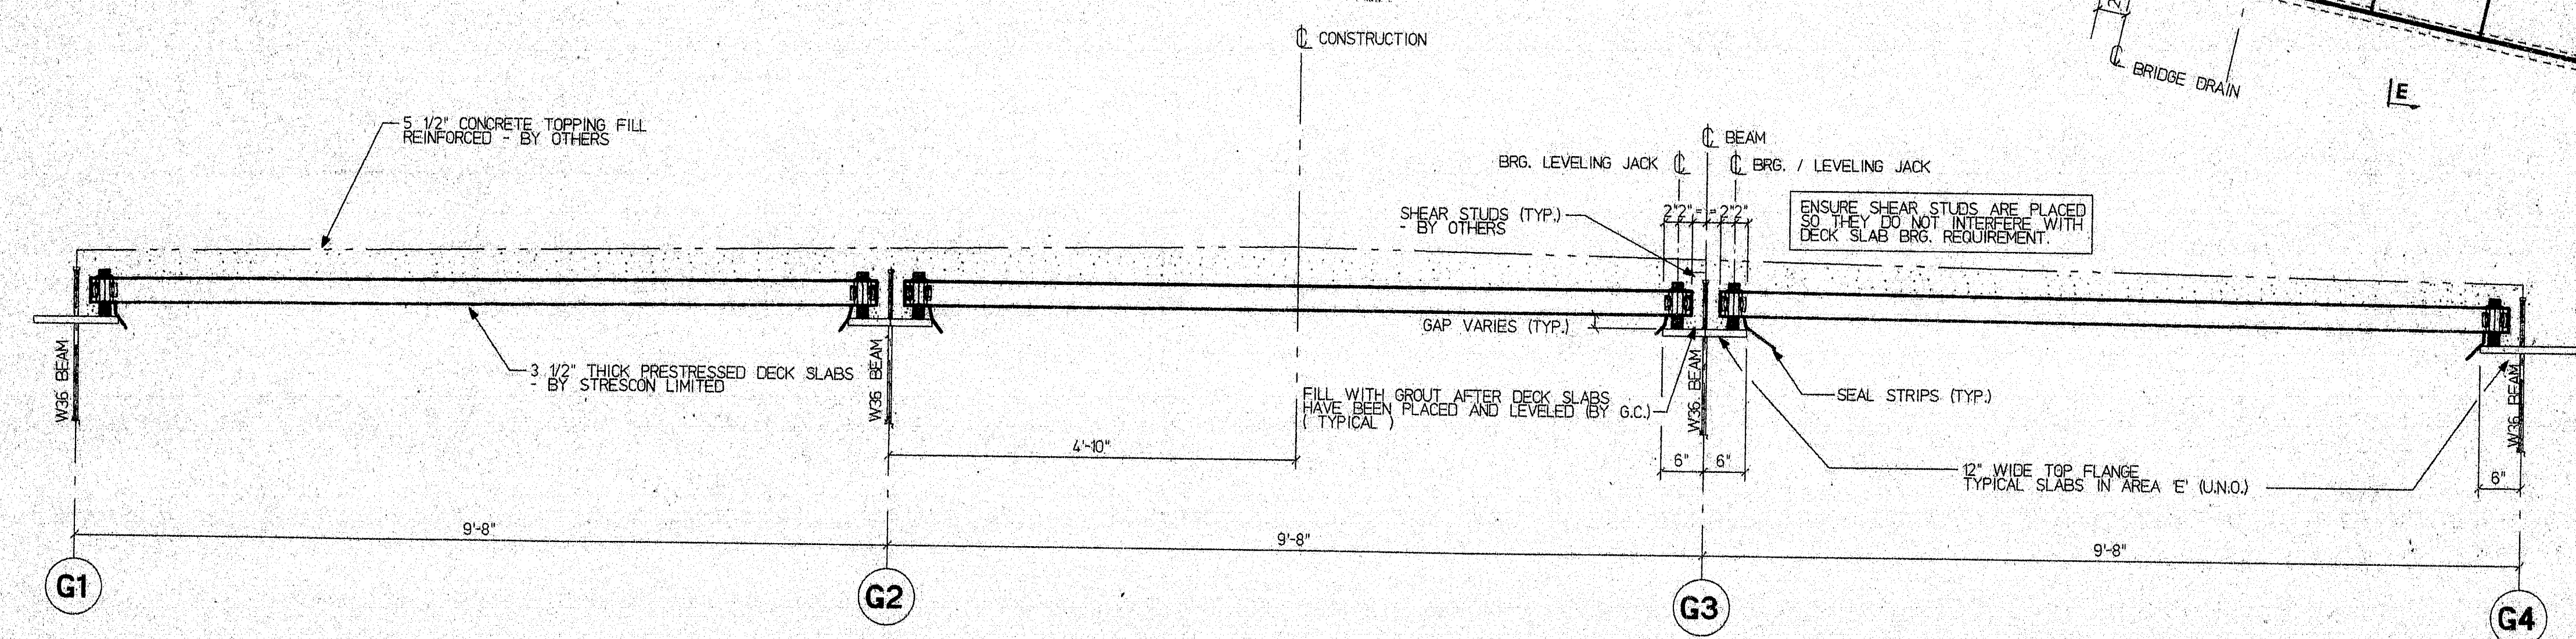 ℄ CONSTRUCTION
℄ BRIDGE DRAIN
E
5 1/2" CONCRETE TOPPING FILL
REINFORCED - BY OTHERS
℄ BEAM
BRG. LEVELING JACK ℄
℄ BRG. / LEVELING JACK
SHEAR STUDS (TYP.)
- BY OTHERS
2" 2" = = 2" 2"
ENSURE SHEAR STUDS ARE PLACED
SO THEY DO NOT INTERFERE WITH
DECK SLAB BRG. REQUIREMENT.
GAP VARIES (TYP.)
W36 BEAM
3 1/2" THICK PRESTRESSED DECK SLABS
- BY STRESCON LIMITED
W36 BEAM
FILL WITH GROUT AFTER DECK SLABS
HAVE BEEN PLACED AND LEVELED (BY G.C.)
( TYPICAL )
W36 BEAM
SEAL STRIPS (TYP.)
W36 BEAM
4'-10"
6" 6"
12" WIDE TOP FLANGE
TYPICAL SLABS IN AREA 'E' (U.N.O.)
6"
9'-8"
9'-8"
9'-8"
G1
G2
G3
G4